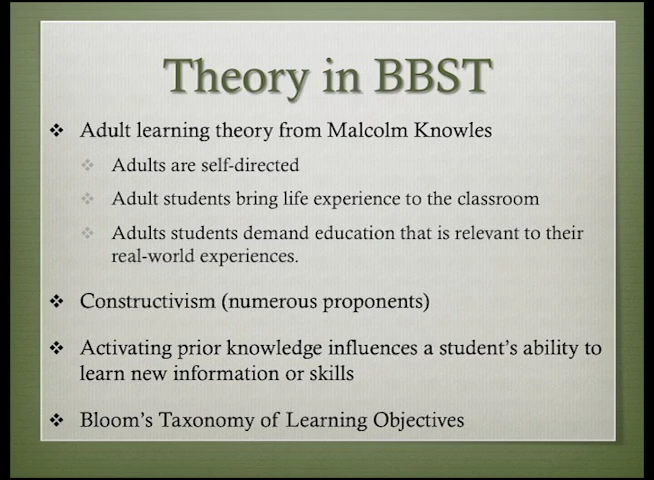 Theory in BBST
Adult learning theory from Malcolm Knowles
Adults are self-directed
Adult students bring life experience to the classroom
Adults students demand education that is relevant to their
real-world experiences.
Constructivism (numerous proponents)
Activating prior knowledge influences a student's ability to
learn new information or skills
Bloom's Taxonomy of Learning Objectives